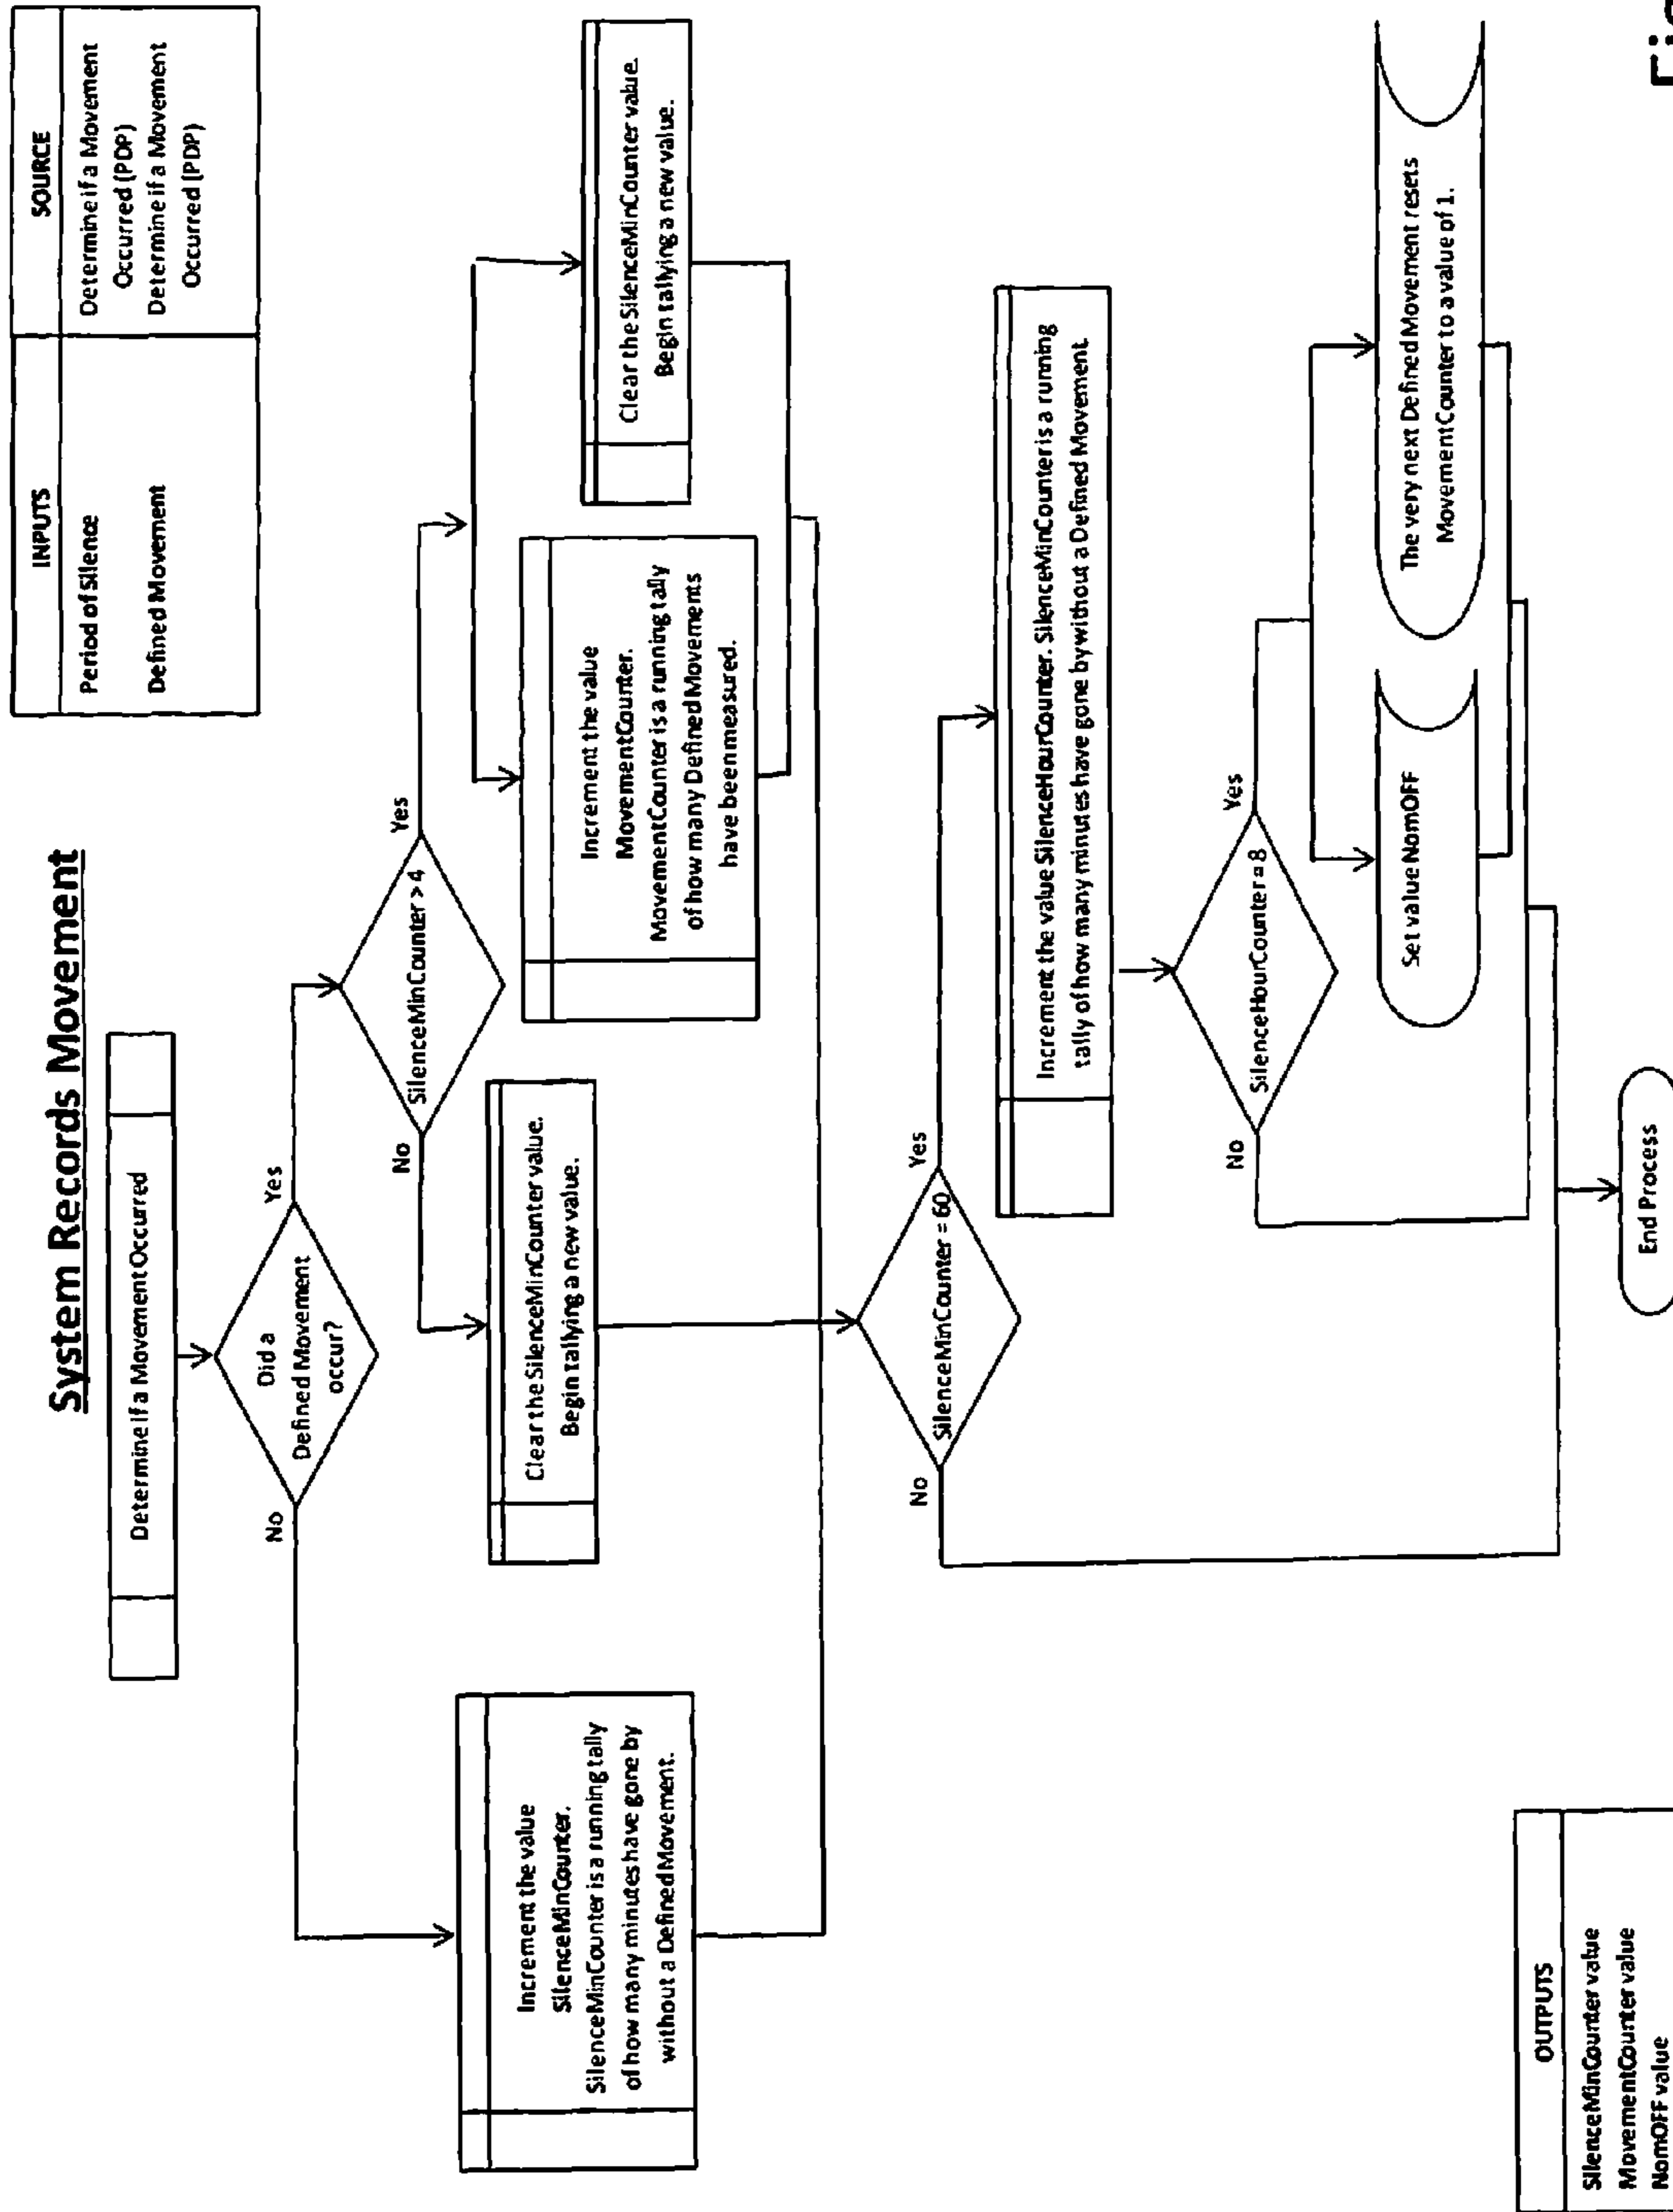 System Records Movement
INPUTS
SOURCE
Period of Silence
Determine if a Movement
Occurred (PDP)
Defined Movement
Determine if a Movement
Occurred (PDP)
Determine if a Movement Occurred
Did a
Defined Movement
occur?
No
Yes
SilenceMinCounter > 4
No
Yes
Increment the value
SilenceMinCounter.
SilenceMinCounter is a running tally
of how many minutes have gone by
without a Defined Movement.
Clear the SilenceMinCounter value.
Begin tallying a new value.
Increment the value
MovementCounter.
MovementCounter is a running tally
of how many Defined Movements
have been measured.
Clear the SilenceMinCounter value.
Begin tallying a new value.
SilenceMinCounter = 60
No
Yes
Increment the value SilenceHourCounter. SilenceMinCounter is a running
tally of how many minutes have gone by without a Defined Movement.
SilenceHourCounter = 8
No
Yes
Set value NomOFF
The very next Defined Movement resets
MovementCounter to a value of 1.
End Process
OUTPUTS
SilenceMinCounter value
MovementCounter value
NomOFF value